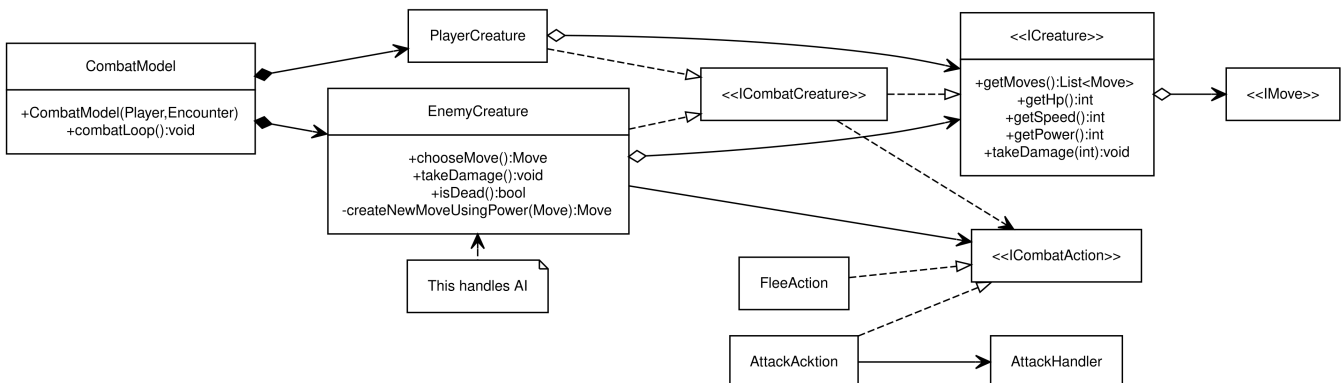 CombatModel
+CombatModel(Player,Encounter)
+combatLoop():void
PlayerCreature
EnemyCreature
+chooseMove():Move
+takeDamage():void
+isDead():bool
-createNewMoveUsingPower(Move):Move
This handles AI
<<ICombatCreature>>
<<ICreature>>
+getMoves():List<Move>
+getHp():int
+getSpeed():int
+getPower():int
+takeDamage(int):void
<<IMove>>
<<ICombatAction>>
FleeAction
AttackAcktion
AttackHandler